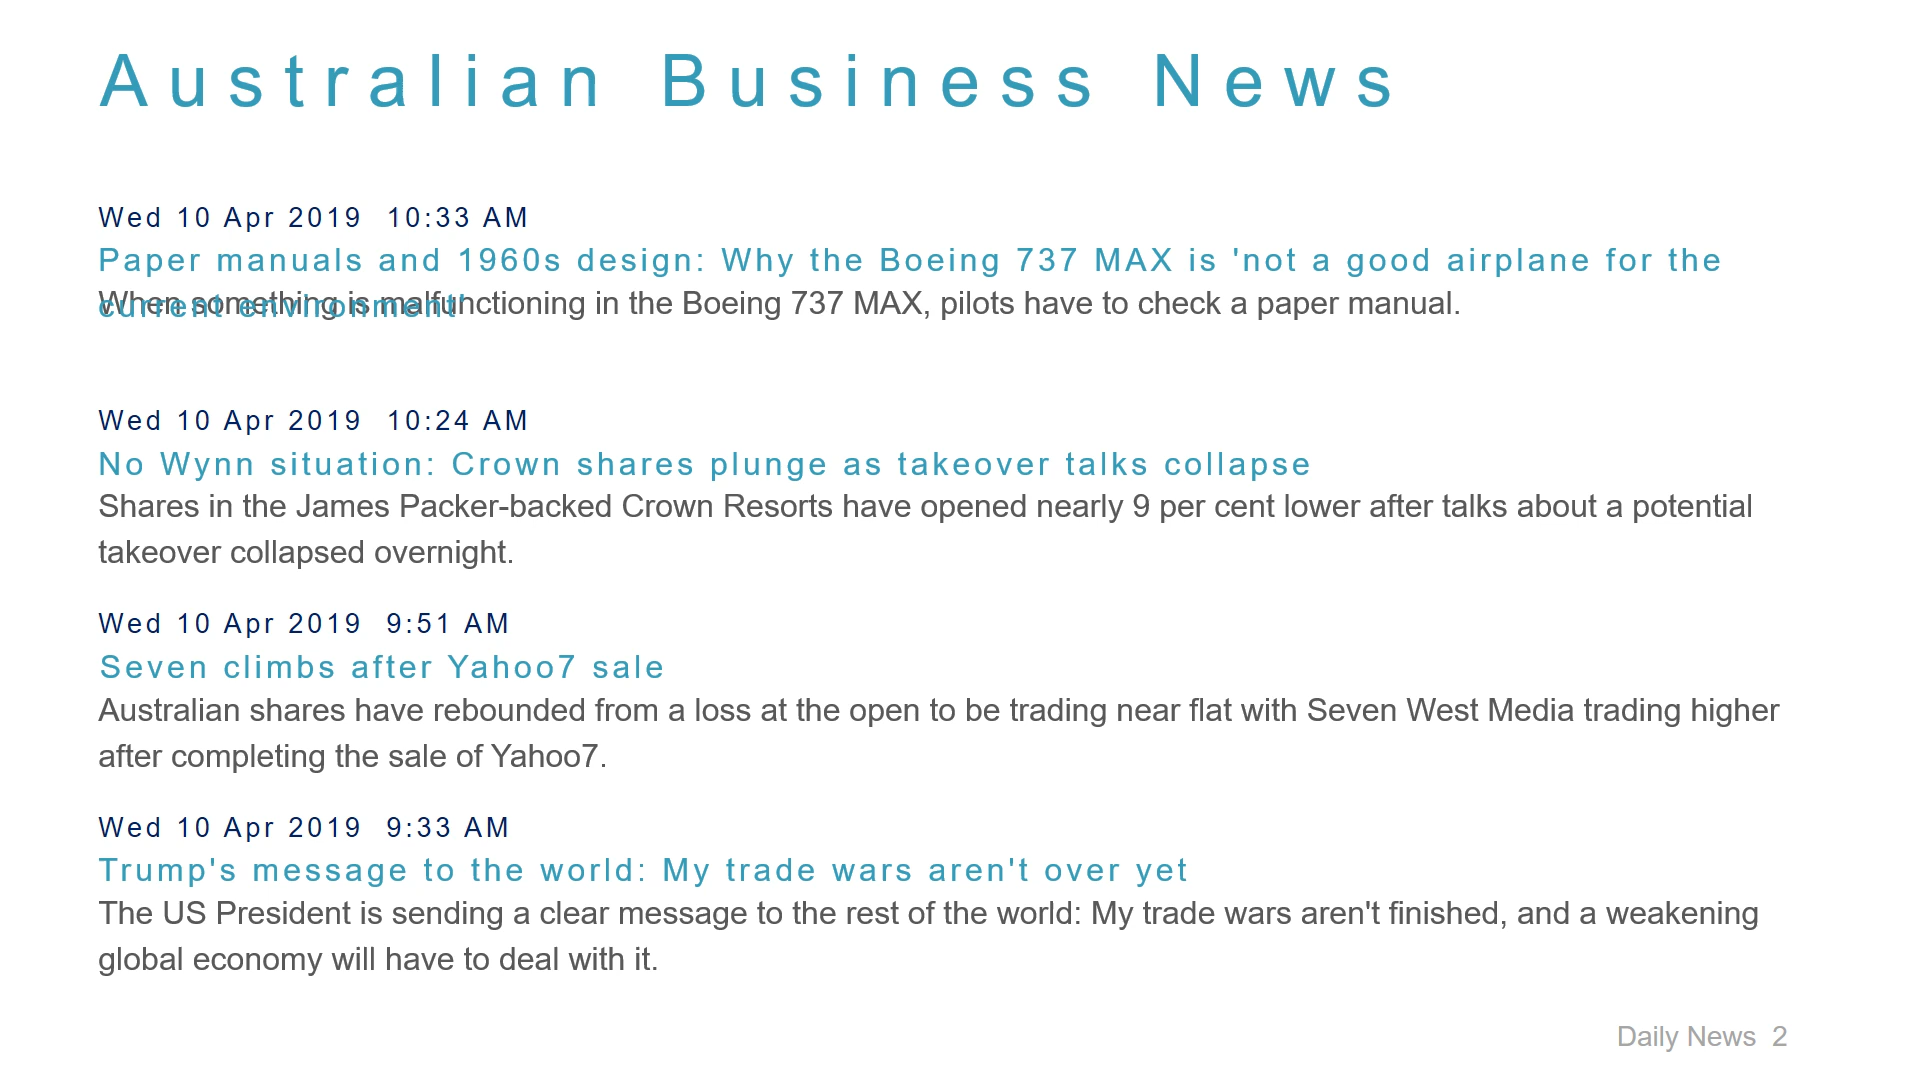 Australian Business News
Wed 10 Apr 2019  10:33 AM
Paper manuals and 1960s design: Why the Boeing 737 MAX is 'not a good airplane for the
current environment'
When something is malfunctioning in the Boeing 737 MAX, pilots have to check a paper manual.
Wed 10 Apr 2019  10:24 AM
No Wynn situation: Crown shares plunge as takeover talks collapse
Shares in the James Packer-backed Crown Resorts have opened nearly 9 per cent lower after talks about a potential
takeover collapsed overnight.
Wed 10 Apr 2019  9:51 AM
Seven climbs after Yahoo7 sale
Australian shares have rebounded from a loss at the open to be trading near flat with Seven West Media trading higher
after completing the sale of Yahoo7.
Wed 10 Apr 2019  9:33 AM
Trump's message to the world: My trade wars aren't over yet
The US President is sending a clear message to the rest of the world: My trade wars aren't finished, and a weakening
global economy will have to deal with it.
Daily News  2